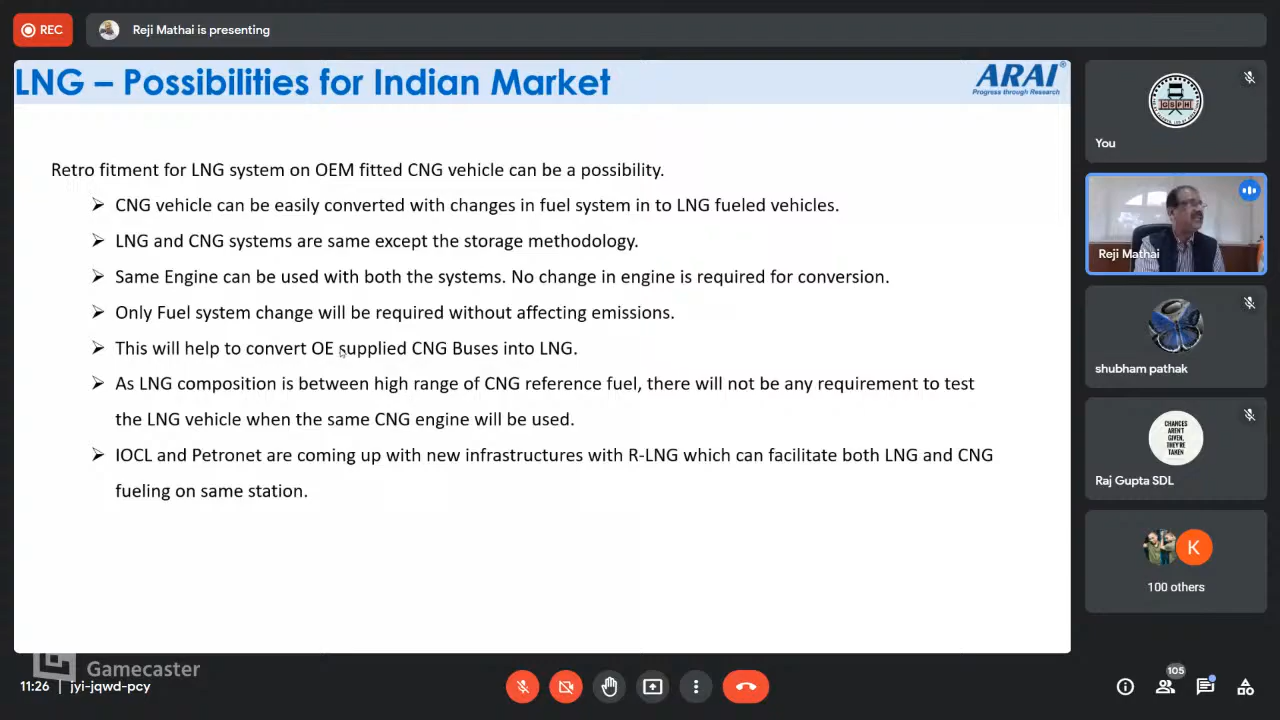 REC
Reji Mathai is presenting
LNG – Possibilities for Indian Market
ARAI®
Progress through Research
Retro fitment for LNG system on OEM fitted CNG vehicle can be a possibility.
➢ CNG vehicle can be easily converted with changes in fuel system in to LNG fueled vehicles.
➢ LNG and CNG systems are same except the storage methodology.
➢ Same Engine can be used with both the systems. No change in engine is required for conversion.
➢ Only Fuel system change will be required without affecting emissions.
➢ This will help to convert OE supplied CNG Buses into LNG.
➢ As LNG composition is between high range of CNG reference fuel, there will not be any requirement to test
the LNG vehicle when the same CNG engine will be used.
➢ IOCL and Petronet are coming up with new infrastructures with R-LNG which can facilitate both LNG and CNG
fueling on same station.
GSPH
You
Reji Mathai
shubham pathak
CHANCES
AREN'T
GIVEN,
THEY'RE
TAKEN
Raj Gupta SDL
K
100 others
Gamecaster
11:26 | jyi-jqwd-pcy
105